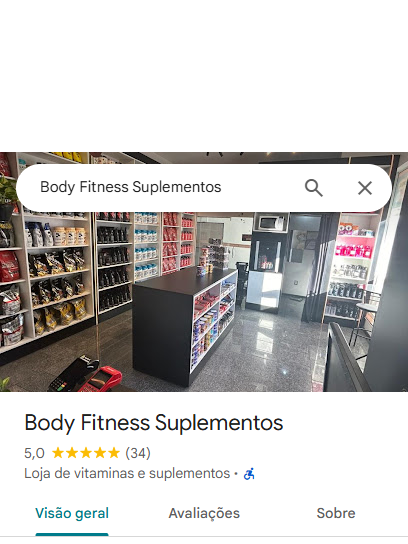 Body Fitness Suplementos
Body Fitness Suplementos
5,0 ★★★★★ (34)
Loja de vitaminas e suplementos ·
Visão geral Avaliações Sobre